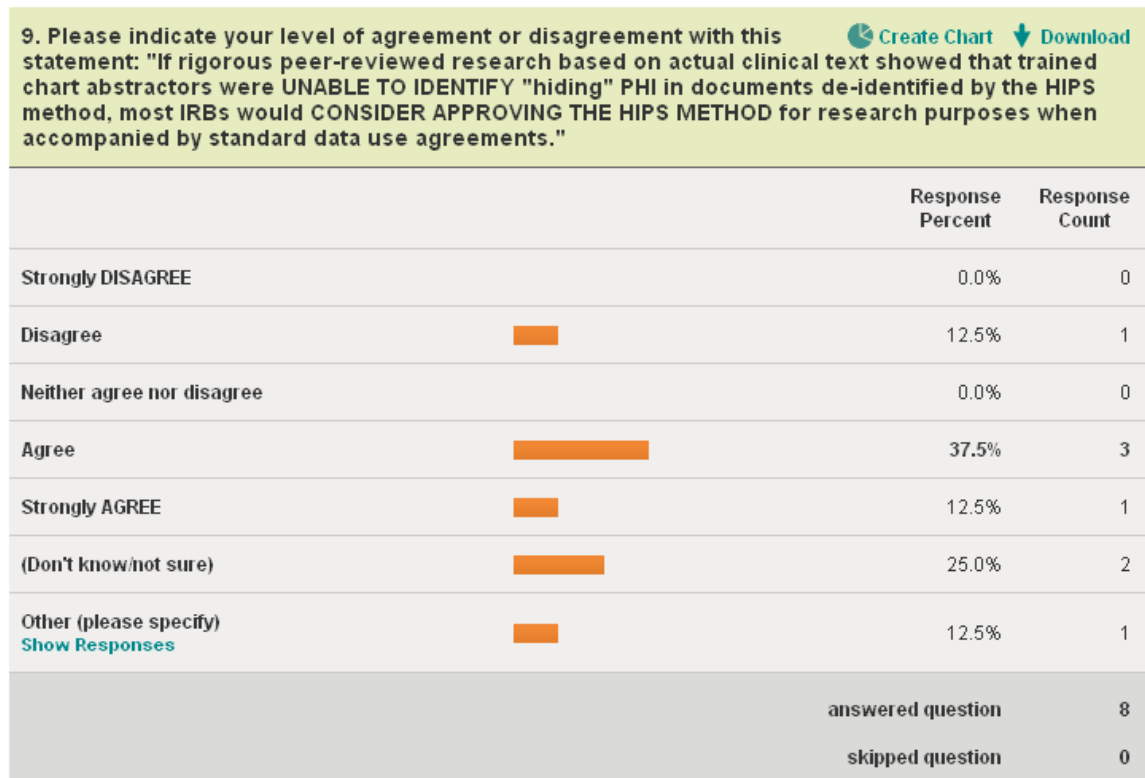 9. Please indicate your level of agreement or disagreement with this Create Chart Download
statement: "If rigorous peer-reviewed research based on actual clinical text showed that trained
chart abstractors were UNABLE TO IDENTIFY "hiding" PHI in documents de-identified by the HIPS
method, most IRBs would CONSIDER APPROVING THE HIPS METHOD for research purposes when
accompanied by standard data use agreements."
Response Response
Percent Count
Strongly DISAGREE 0.0% 0
Disagree 12.5% 1
Neither agree nor disagree 0.0% 0
Agree 37.5% 3
Strongly AGREE 12.5% 1
(Don't know/not sure) 25.0% 2
Other (please specify) 12.5% 1
Show Responses
answered question 8
skipped question 0